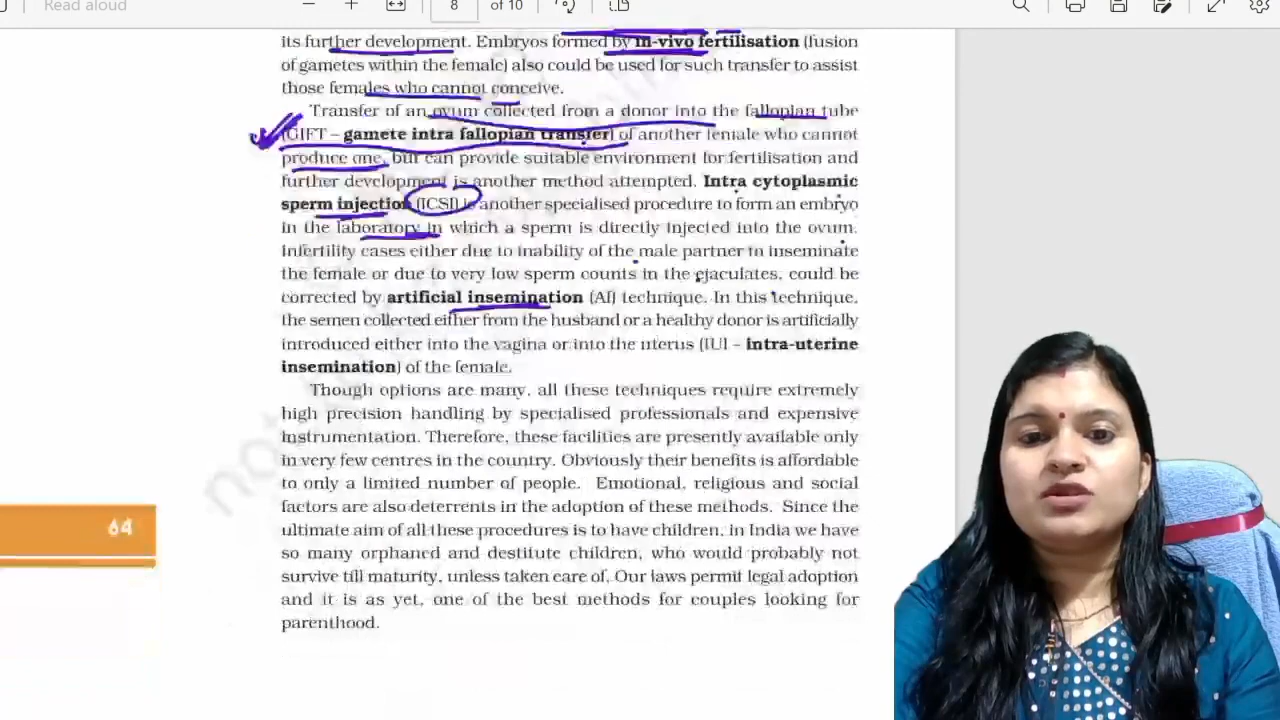 Read aloud
8 of 10
its further development. Embryos formed by in-vivo fertilisation (fusion
of gametes within the female) also could be used for such transfer to assist
those females who cannot conceive.
Transfer of an ovum collected from a donor into the fallopian tube
(GIFT – gamete intra fallopian transfer) of another female who cannot
produce one, but can provide suitable environment for fertilisation and
further development is another method attempted. Intra cytoplasmic
sperm injection (ICSI) is another specialised procedure to form an embryo
in the laboratory in which a sperm is directly injected into the ovum.
Infertility cases either due to inability of the male partner to inseminate
the female or due to very low sperm counts in the ejaculates, could be
corrected by artificial insemination (AI) technique. In this technique,
the semen collected either from the husband or a healthy donor is artificially
introduced either into the vagina or into the uterus (IUI – intra-uterine
insemination) of the female.
Though options are many, all these techniques require extremely
high precision handling by specialised professionals and expensive
instrumentation. Therefore, these facilities are presently available only
in very few centres in the country. Obviously their benefits is affordable
to only a limited number of people. Emotional, religious and social
factors are also deterrents in the adoption of these methods. Since the
ultimate aim of all these procedures is to have children, in India we have
so many orphaned and destitute children, who would probably not
survive till maturity, unless taken care of. Our laws permit legal adoption
and it is as yet, one of the best methods for couples looking for
parenthood.
64